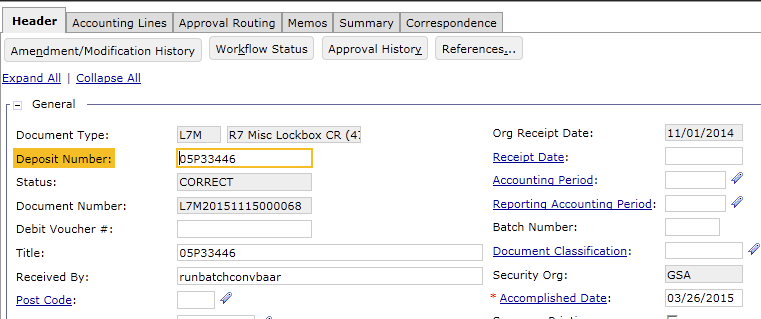 Header Accounting Lines Approval Routing Memos Summary Correspondence
Amendment/Modification History Workflow Status Approval History References...
Expand All | Collapse All
General
Document Type: L7M R7 Misc Lockbox CR (47
Deposit Number: 05P33446
Status: CORRECT
Document Number: L7M20151115000068
Debit Voucher #:
Title: 05P33446
Received By: runbatchconvbaar
Post Code:
Org Receipt Date: 11/01/2014
Receipt Date:
Accounting Period:
Reporting Accounting Period:
Batch Number:
Document Classification:
Security Org: GSA
* Accomplished Date: 03/26/2015